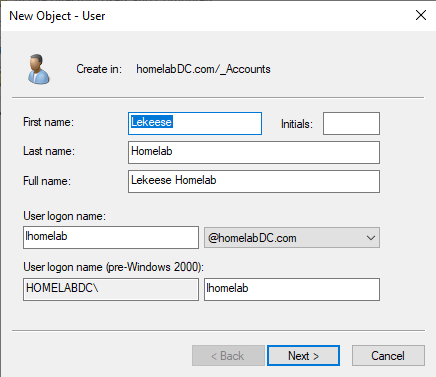 New Object - User
Create in: homelabDC.com/_Accounts
First name: Lekeese Initials:
Last name: Homelab
Full name: Lekeese Homelab
User logon name:
lhomelab @homelabDC.com
User logon name (pre-Windows 2000):
HOMELABDC\ lhomelab
< Back Next > Cancel